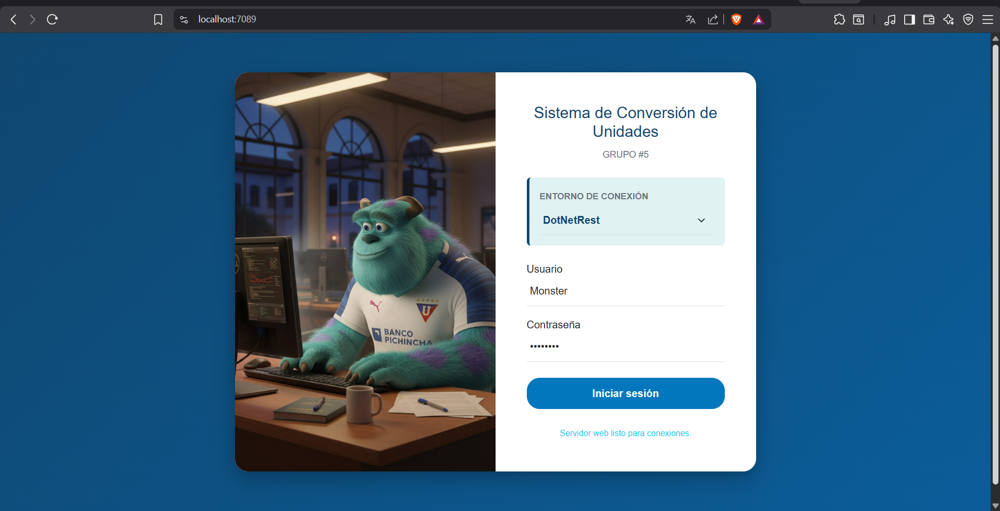 localhost:7089
Sistema de Conversión de
Unidades
GRUPO #5
ENTORNO DE CONEXIÓN
DotNetRest
Usuario
Monster
Contraseña
••••••••
Iniciar sesión
Servidor web listo para conexiones.
U
BANCO
PICHINCHA